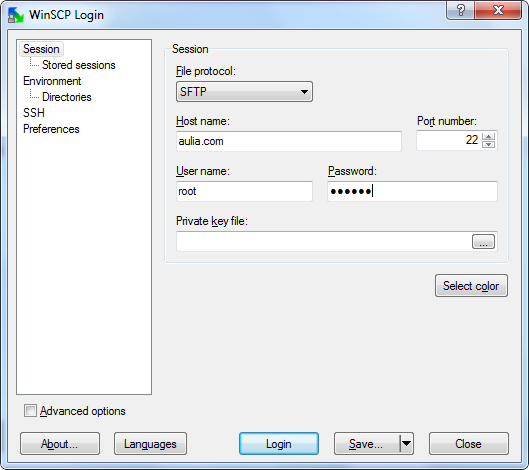 WinSCP Login
?
Session
Stored sessions
Environment
Directories
SSH
Preferences
Session
File protocol:
SFTP
Host name:
Port number:
aulia.com
22
User name:
Password:
root
●●●●●●
Private key file:
...
Select color
Advanced options
About...
Languages
Login
Save...
Close